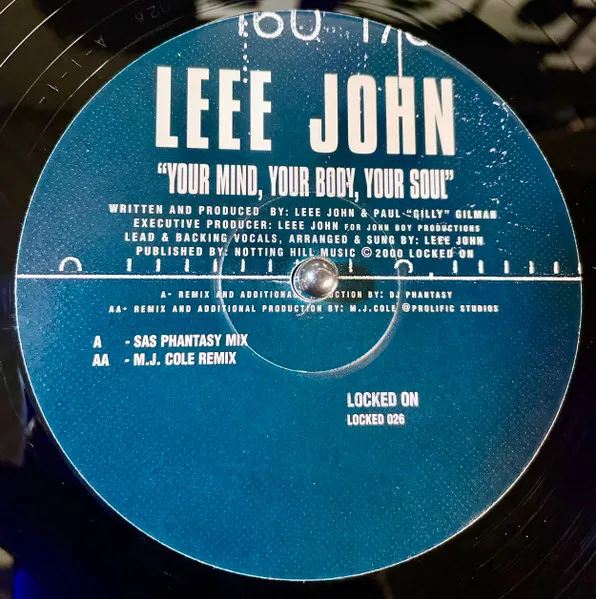 LEEE JOHN
"YOUR MIND, YOUR BODY, YOUR SOUL"
WRITTEN AND PRODUCED BY: LEEE JOHN & PAUL "GILLY" GILMAN
EXECUTIVE PRODUCER: LEEE JOHN FOR JOHN BOY PRODUCTIONS
LEAD & BACKING VOCALS, ARRANGED & SUNG BY: LEEE JOHN
PUBLISHED BY: NOTTING HILL MUSIC © 2000 LOCKED ON
A- REMIX AND ADDITIONAL BY: DJ PHANTASY
AA- REMIX AND ADDITIONAL PRODUCTION BY: M.J.COLE @PROLIFIC STUDIOS
A - SAS PHANTASY MIX
AA - M.J. COLE REMIX
LOCKED ON
LOCKED 026